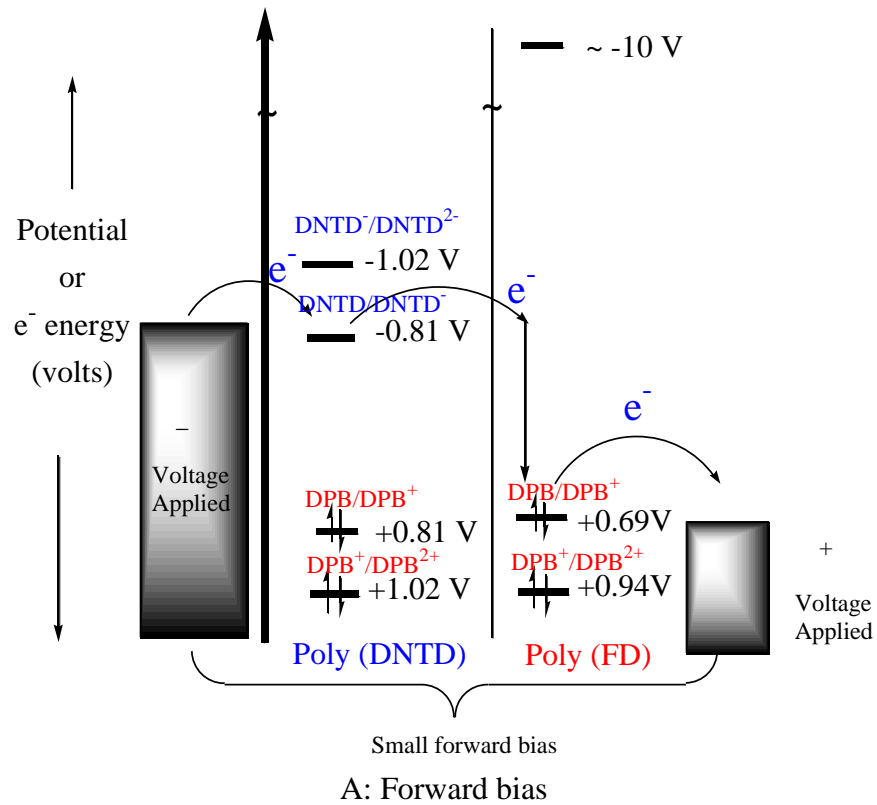 ~ -10 V
~
~
DNTD⁻/DNTD²⁻
-1.02 V
e⁻
e⁻
DNTD/DNTD⁻
-0.81 V
Potential
or
e⁻ energy
(volts)
e⁻
–
Voltage
Applied
DPB/DPB⁺
+0.81 V
DPB⁺/DPB²⁺
+1.02 V
DPB/DPB⁺
+0.69V
DPB⁺/DPB²⁺
+0.94V
+
Voltage
Applied
Poly (DNTD)
Poly (FD)
Small forward bias
A: Forward bias